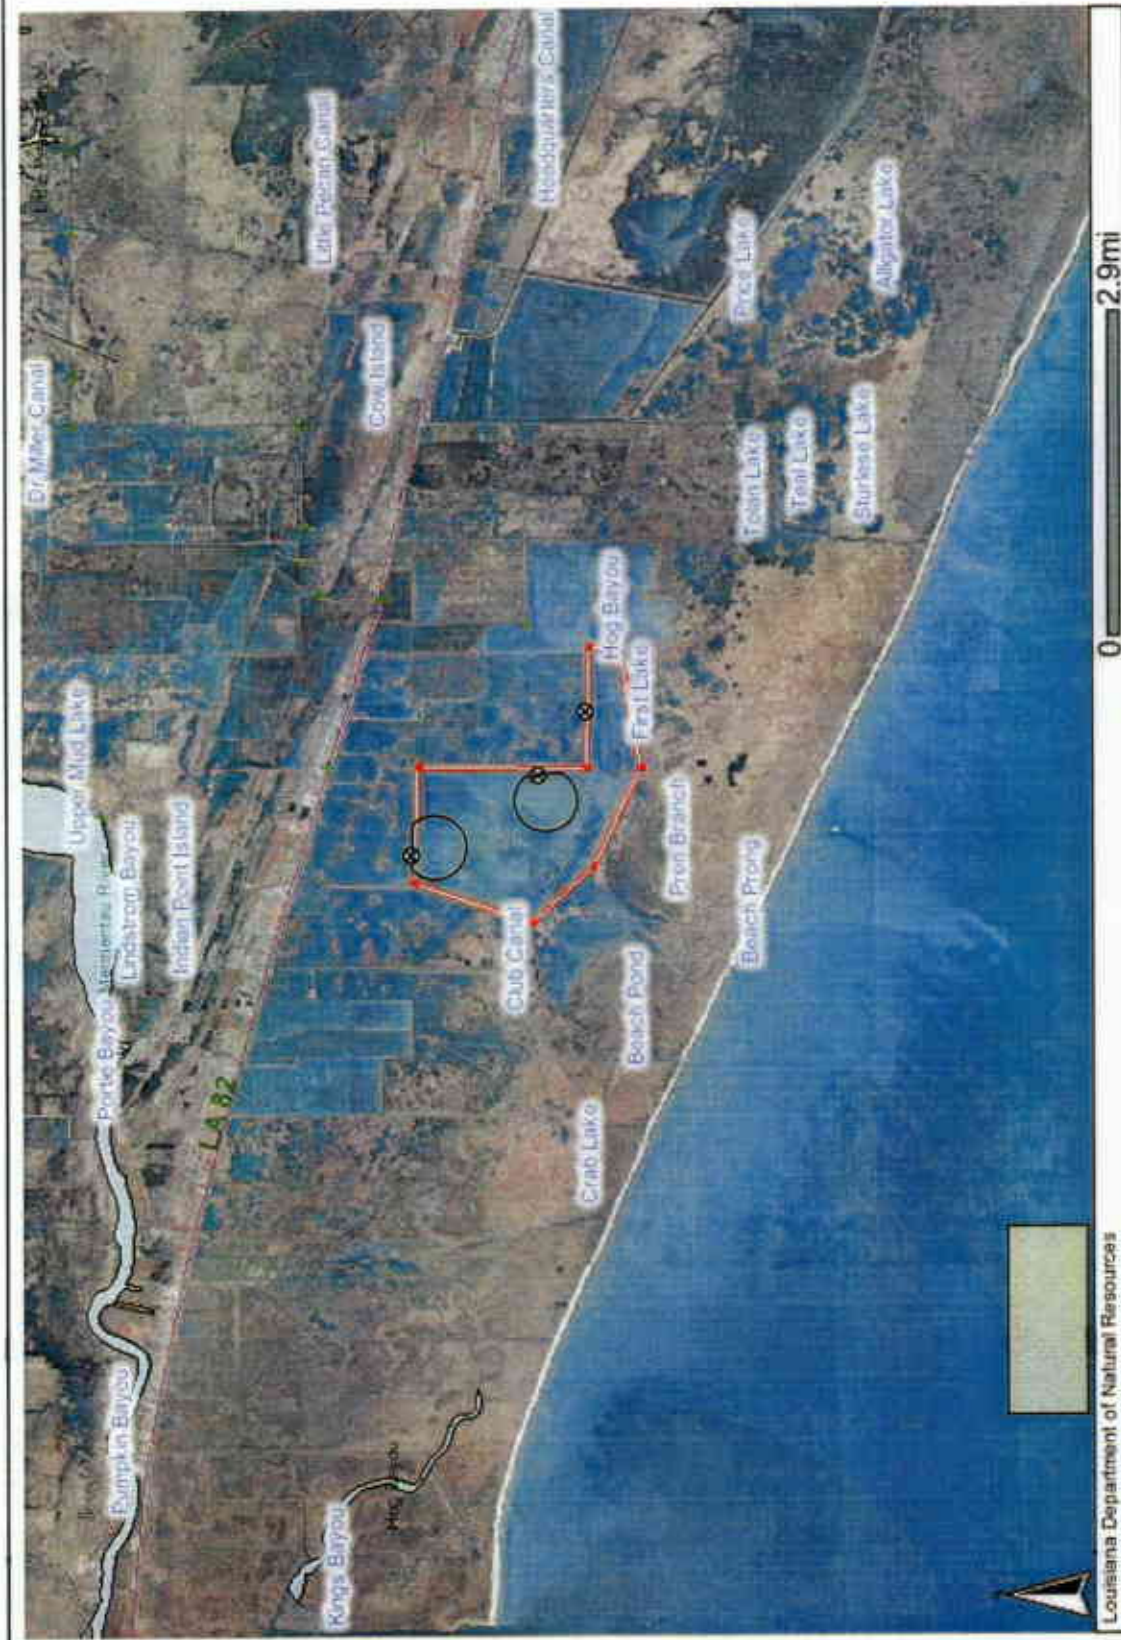 Dr Miller Canal
Little Pecan Canal
Headquarters Canal
Cow Island
Upper Mud Lake
Lindstrom Bayou
Indian Point Island
Porte Bayou
Mermentau R
LA 82
Pumpkin Bayou
Kings Bayou
Hog Bayou
Price Lake
Alligator Lake
Tolan Lake
Teal Lake
Sturlese Lake
Hog Bayou
First Lake
Club Canal
Pren Branch
Beach Prong
Beach Pond
Crab Lake
0
2.9mi
Louisiana Department of Natural Resources